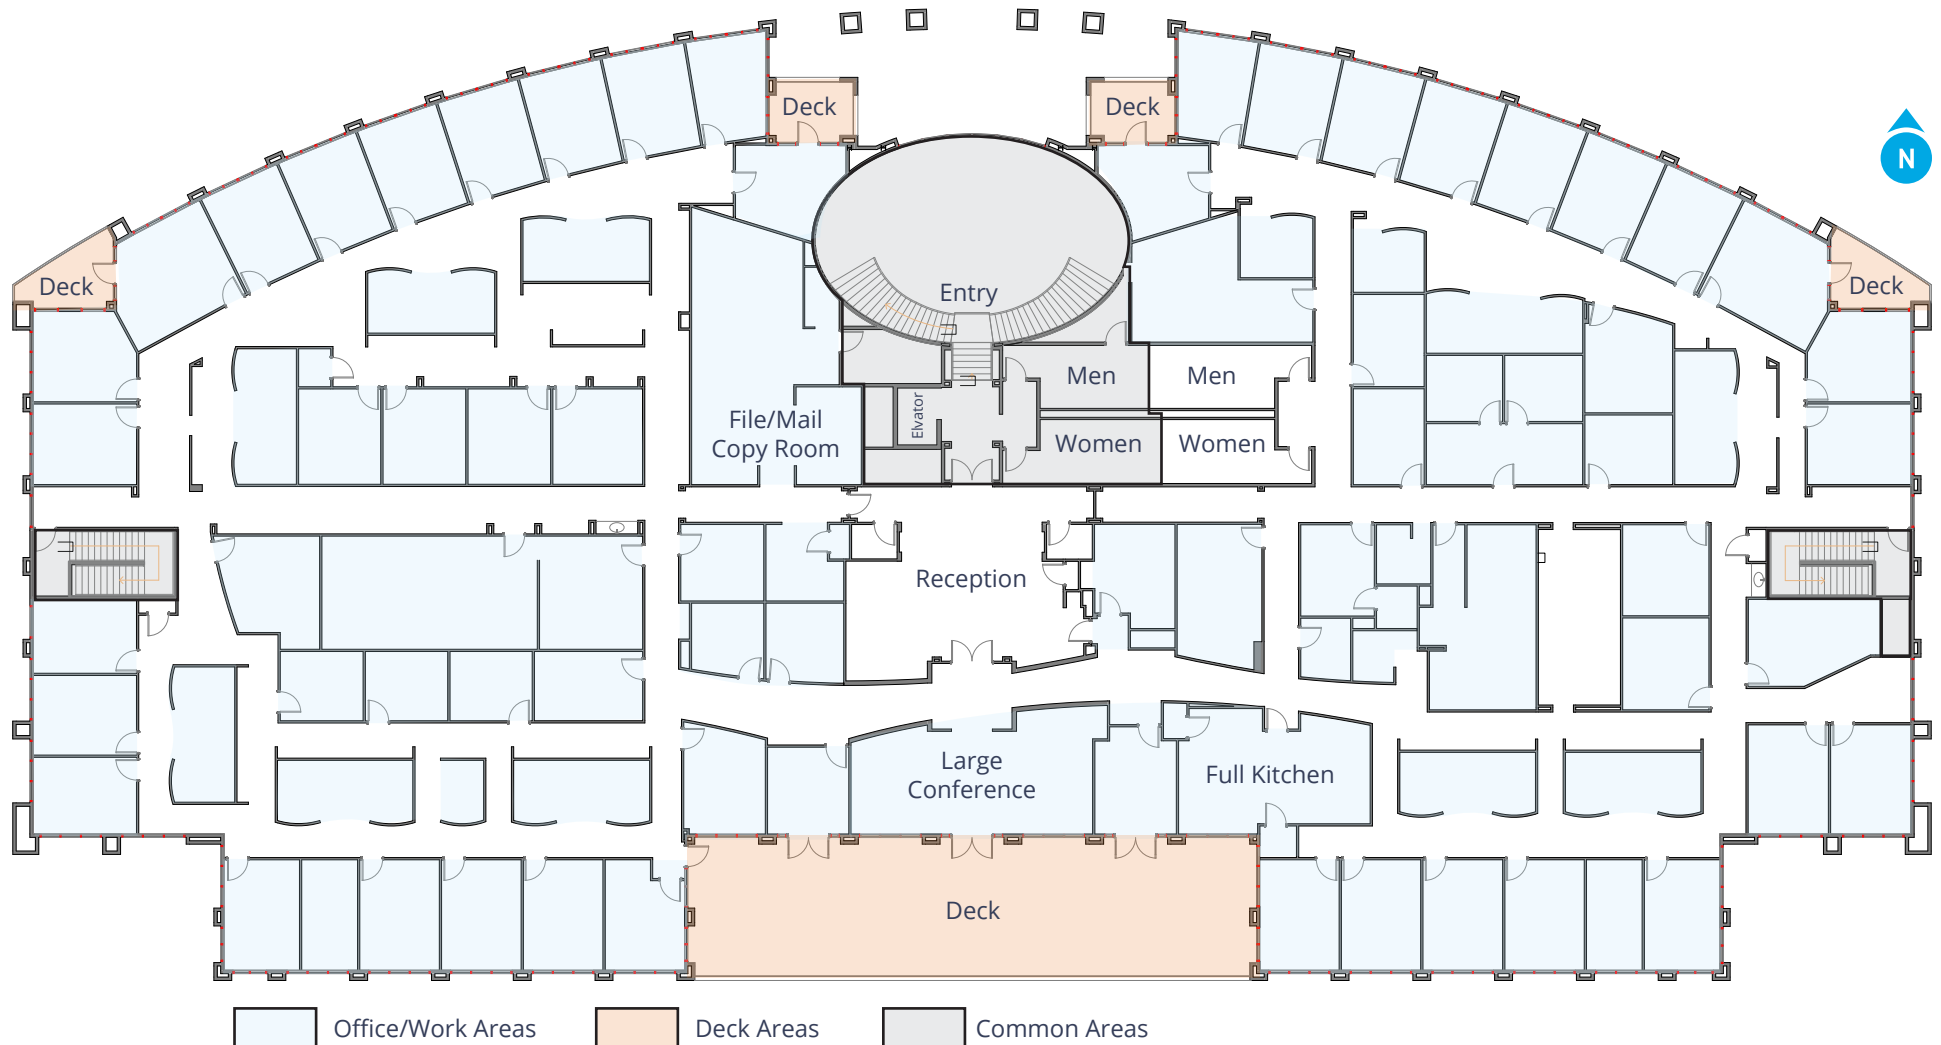 Deck
Deck
N
Deck
Entry
Deck
Men
Men
Elvator
File/Mail
Copy Room
Women
Women
Reception
Large
Conference
Full Kitchen
Deck
Office/Work Areas
Deck Areas
Common Areas